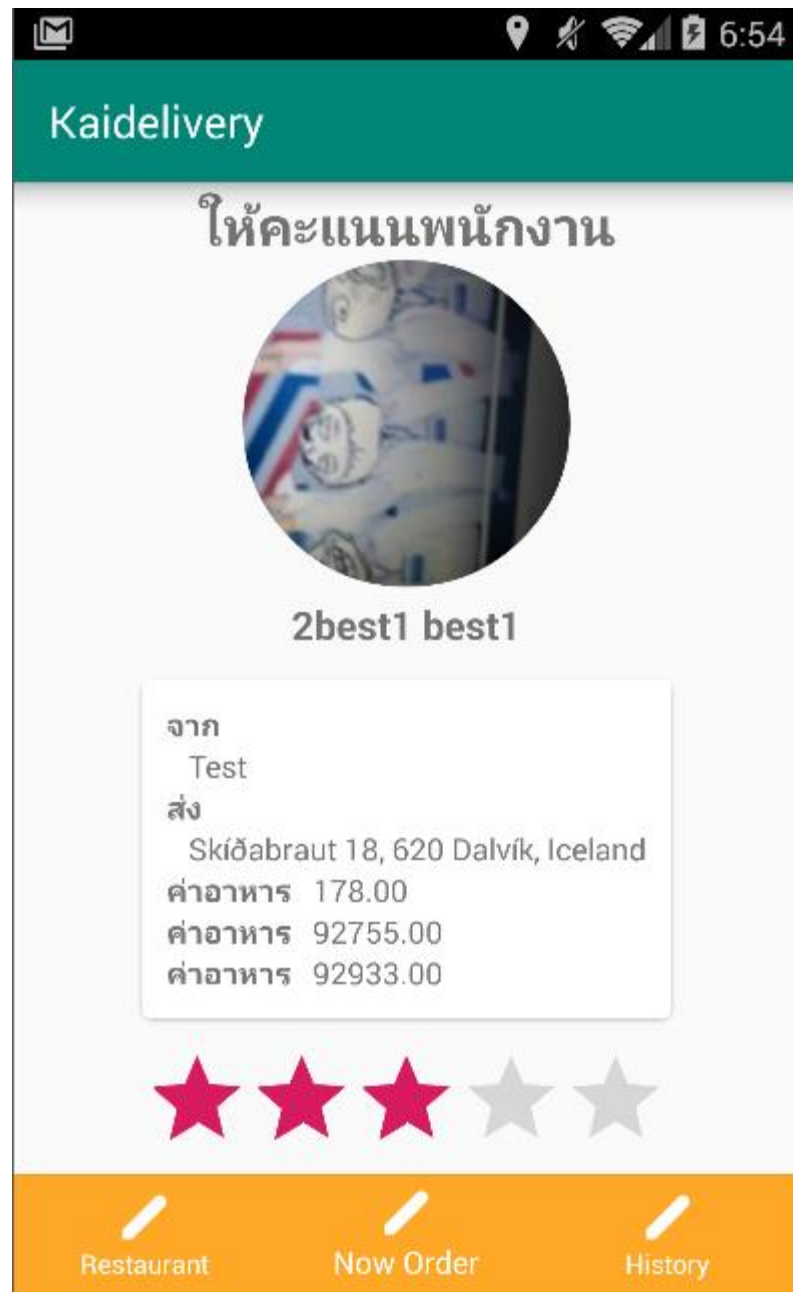 6:54
Kaidelivery
ให้คะแนนพนักงาน
2best1 best1
จาก
Test
ส่ง
Skíðabraut 18, 620 Dalvík, Iceland
ค่าอาหาร 178.00
ค่าอาหาร 92755.00
ค่าอาหาร 92933.00
Restaurant Now Order History